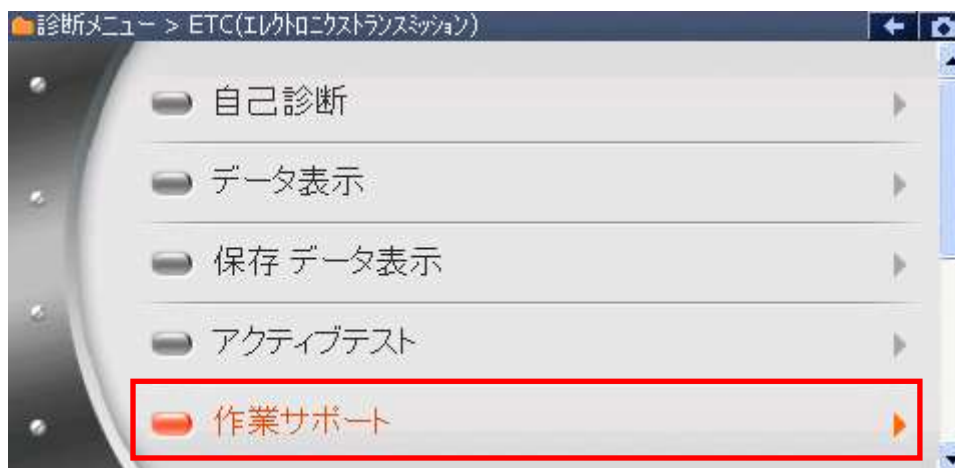 診断メニュー > ETC(エレクトロニクストランスミッション)
自己診断
データ表示
保存 データ表示
アクティブテスト
作業サポート